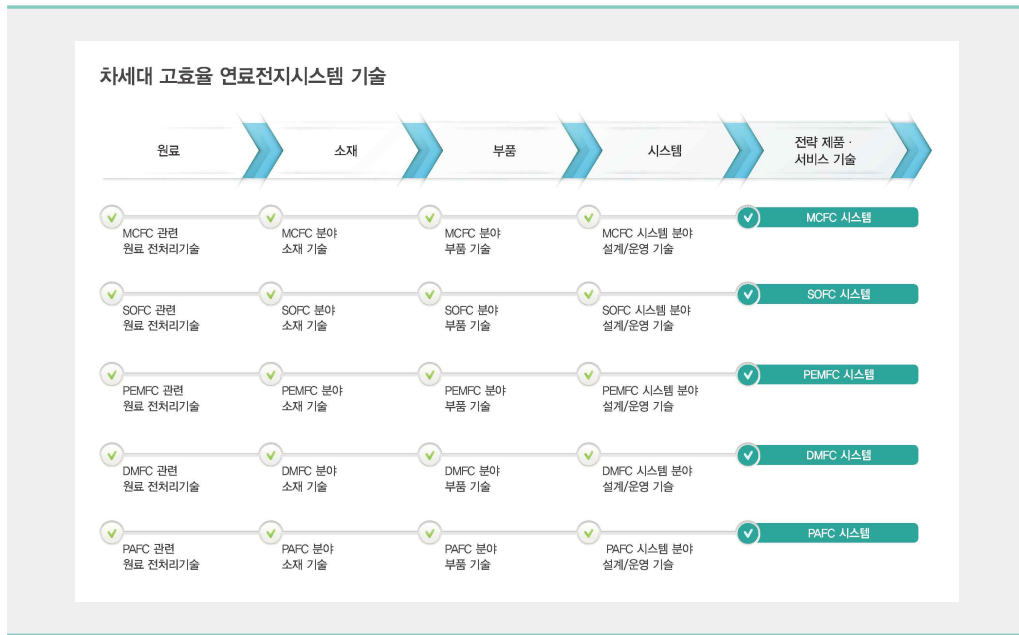 차세대 고효율 연료전지시스템 기술
원료
소재
부품
시스템
전략 제품 ·
서비스 기술
MCFC 관련
원료 전처리기술
MCFC 분야
소재 기술
MCFC 분야
부품 기술
MCFC 시스템 분야
설계/운영 기술
MCFC 시스템
SOFC 관련
원료 전처리기술
SOFC 분야
소재 기술
SOFC 분야
부품 기술
SOFC 시스템 분야
설계/운영 기술
SOFC 시스템
PEMFC 관련
원료 전처리기술
PEMFC 분야
소재 기술
PEMFC 분야
부품 기술
PEMFC 시스템 분야
설계/운영 기슬
PEMFC 시스템
DMFC 관련
원료 전처리기술
DMFC 분야
소재 기술
DMFC 분야
부품 기술
DMFC 시스템 분야
설계/운영 기슬
DMFC 시스템
PAFC 관련
원료 전처리기술
PAFC 분야
소재 기술
PAFC 분야
부품 기술
PAFC 시스템 분야
설계/운영 기술
PAFC 시스템